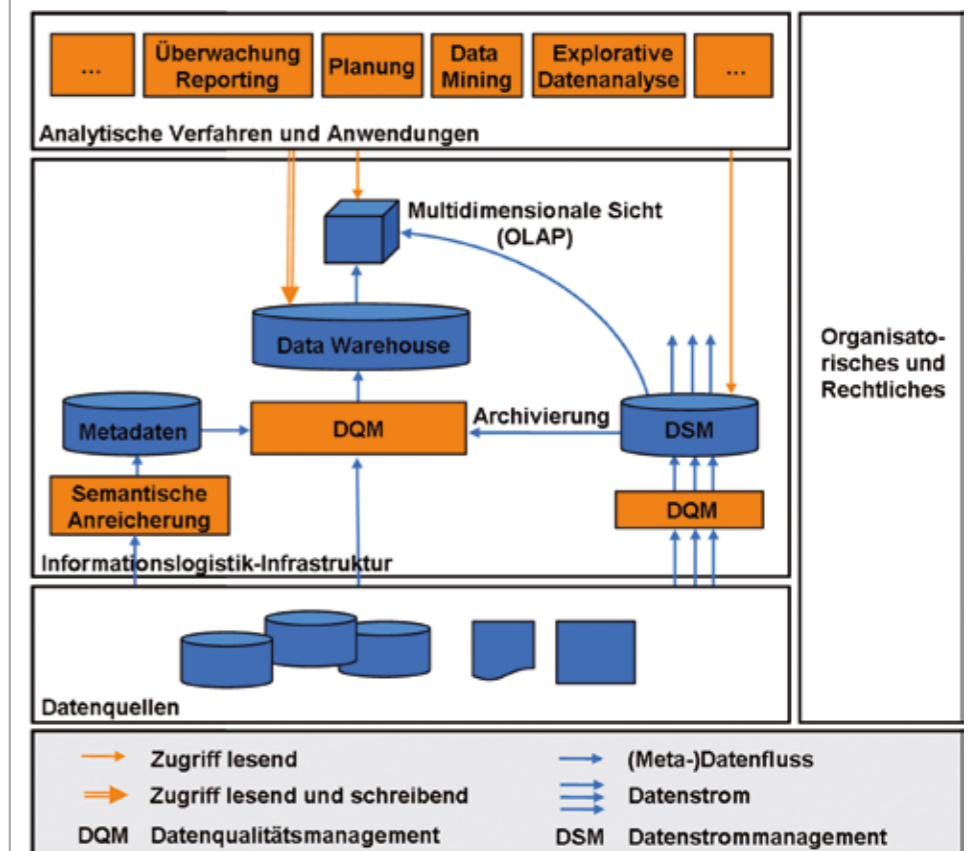 ...
Überwachung
Reporting
Planung
Data
Mining
Explorative
Datenanalyse
...
Analytische Verfahren und Anwendungen
Multidimensionale Sicht
(OLAP)
Data Warehouse
Metadaten
DQM
Archivierung
DSM
Semantische
Anreicherung
DQM
Informationslogistik-Infrastruktur
Datenquellen
Organisato-
risches und
Rechtliches
Zugriff lesend
(Meta-)Datenfluss
Zugriff lesend und schreibend
Datenstrom
DQM Datenqualitätsmanagement
DSM Datenstrommanagement